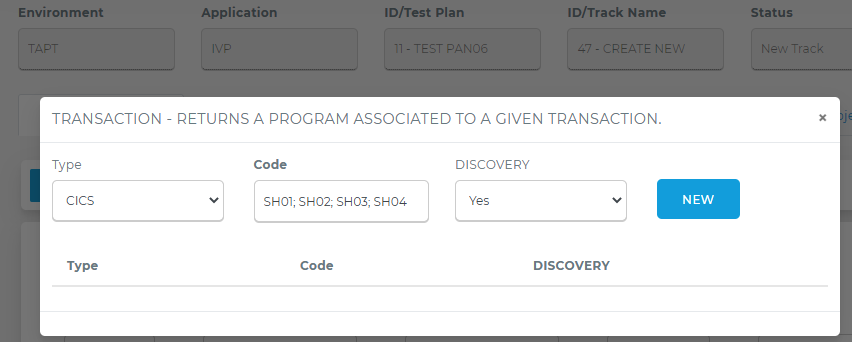 Environment Application ID/Test Plan ID/Track Name Status
TAPT IVP 11 - TEST PAN06 47 - CREATE NEW New Track
TRANSACTION - RETURNS A PROGRAM ASSOCIATED TO A GIVEN TRANSACTION. ×
Type Code DISCOVERY
CICS SH01; SH02; SH03; SH04 Yes NEW
Type Code DISCOVERY